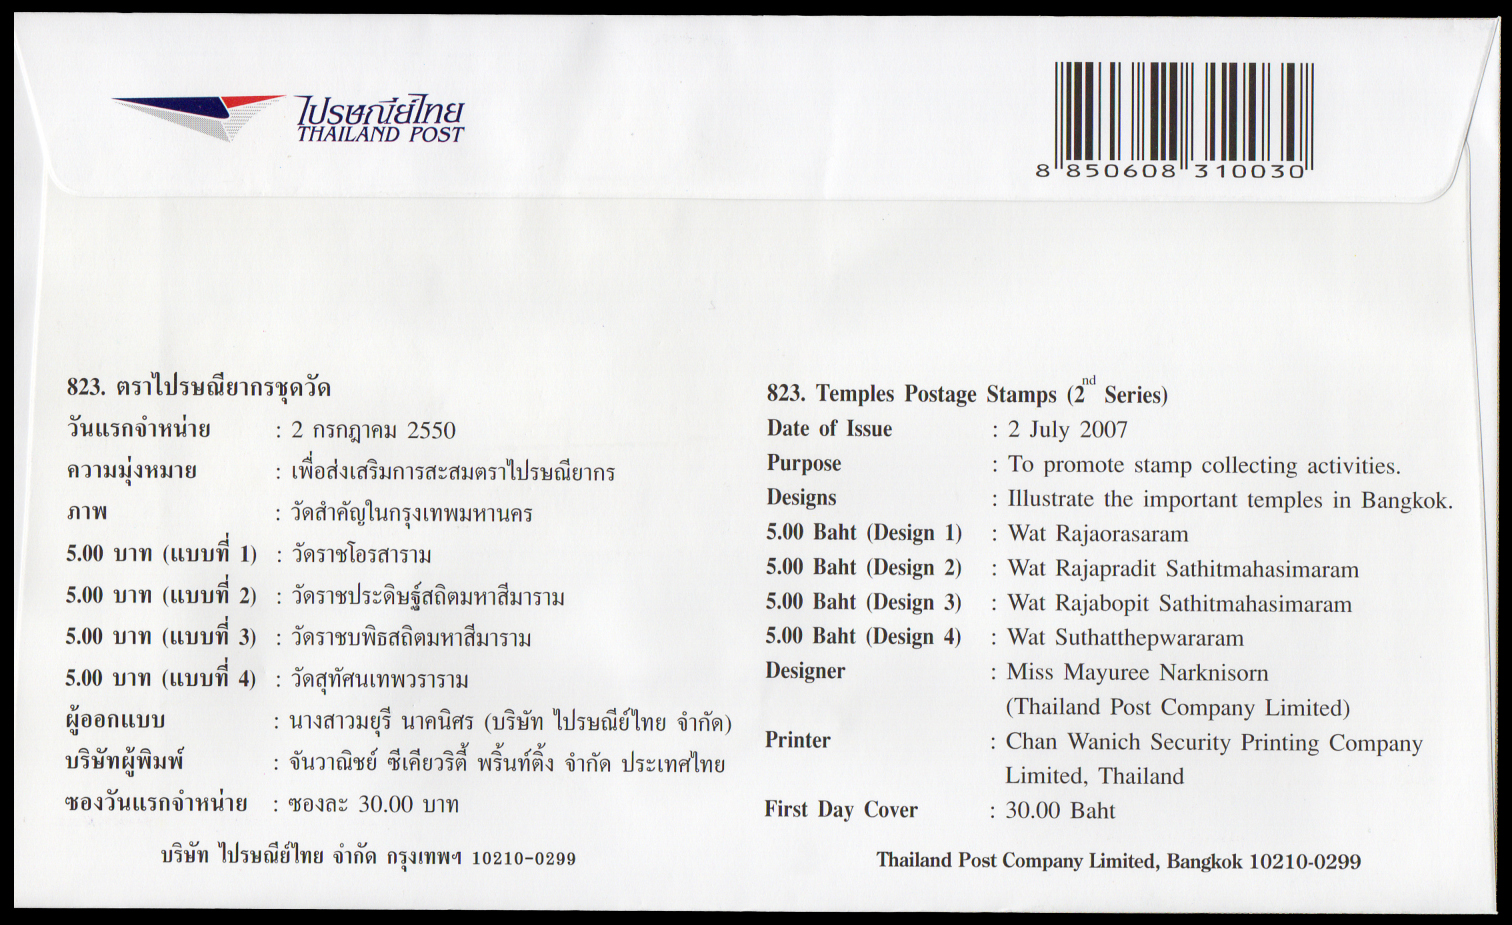 ไปรษณีย์ไทย
THAILAND POST
8 850608 310030
823. ตราไปรษณียากรชุดวัด
วันแรกจำหน่าย : 2 กรกฎาคม 2550
ความมุ่งหมาย : เพื่อส่งเสริมการสะสมตราไปรษณียากร
ภาพ : วัดสำคัญในกรุงเทพมหานคร
5.00 บาท (แบบที่ 1) : วัดราชโอรสาราม
5.00 บาท (แบบที่ 2) : วัดราชประดิษฐ์สถิตมหาสีมาราม
5.00 บาท (แบบที่ 3) : วัดราชบพิธสถิตมหาสีมาราม
5.00 บาท (แบบที่ 4) : วัดสุทัศนเทพวราราม
ผู้ออกแบบ : นางสาวมยุรี นาคนิศร (บริษัท ไปรษณีย์ไทย จำกัด)
บริษัทผู้พิมพ์ : จันวาณิชย์ ซีเคียวริตี้ พริ้นท์ติ้ง จำกัด ประเทศไทย
ซองวันแรกจำหน่าย : ซองละ 30.00 บาท
บริษัท ไปรษณีย์ไทย จำกัด กรุงเทพฯ 10210-0299
823. Temples Postage Stamps (2nd Series)
Date of Issue : 2 July 2007
Purpose : To promote stamp collecting activities.
Designs : Illustrate the important temples in Bangkok.
5.00 Baht (Design 1) : Wat Rajaorasaram
5.00 Baht (Design 2) : Wat Rajapradit Sathitmahasimaram
5.00 Baht (Design 3) : Wat Rajabopit Sathitmahasimaram
5.00 Baht (Design 4) : Wat Suthatthepwararam
Designer : Miss Mayuree Narknisorn
(Thailand Post Company Limited)
Printer : Chan Wanich Security Printing Company
Limited, Thailand
First Day Cover : 30.00 Baht
Thailand Post Company Limited, Bangkok 10210-0299